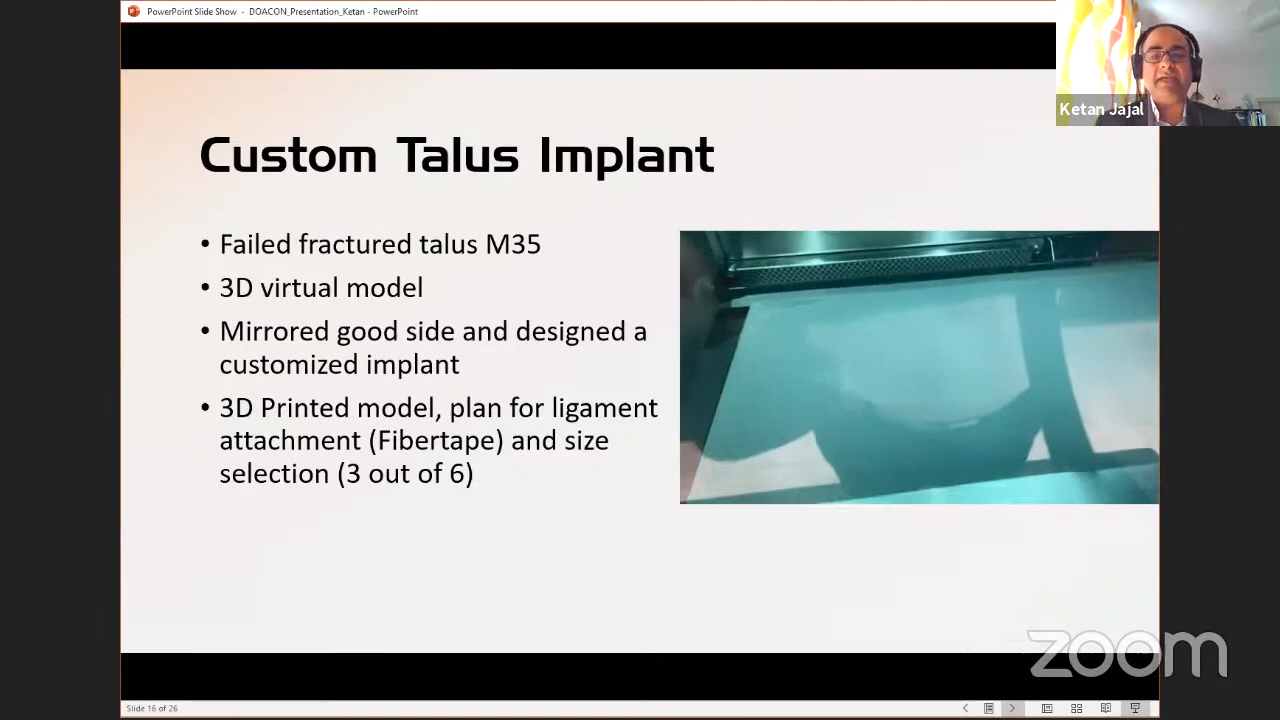 PowerPoint Slide Show - DOACON_Presentation_Ketan - PowerPoint
Ketan Jajal
Custom Talus Implant
• Failed fractured talus M35
• 3D virtual model
• Mirrored good side and designed a
customized implant
• 3D Printed model, plan for ligament
attachment (Fibertape) and size
selection (3 out of 6)
zoom
Slide 16 of 26